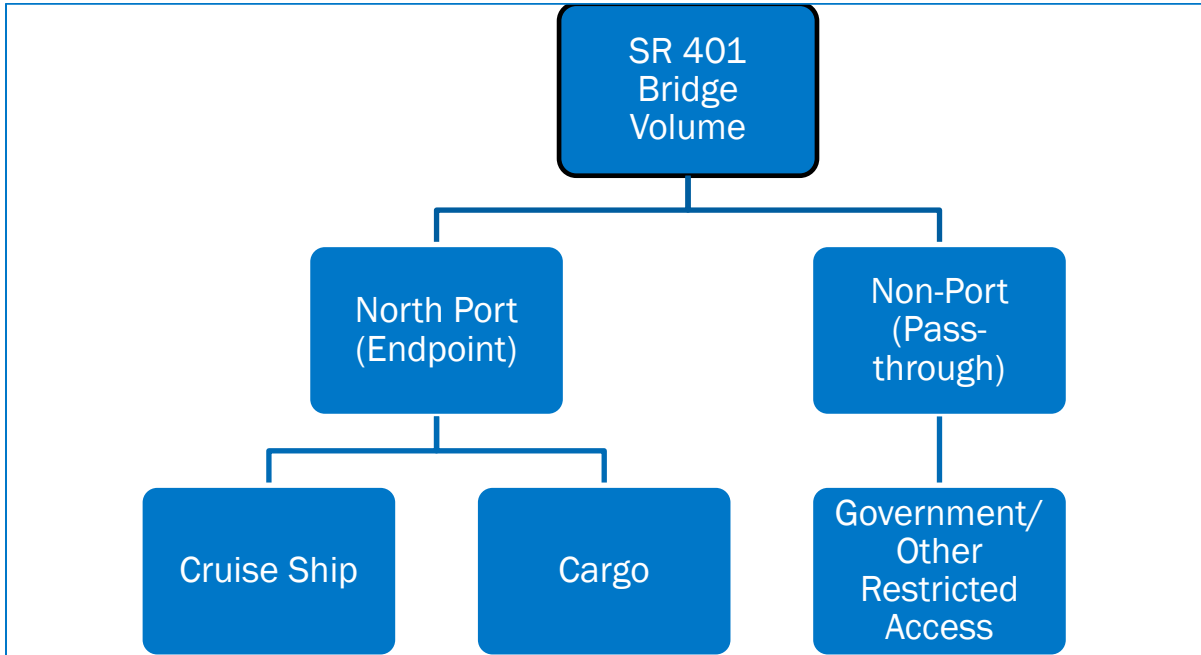 SR 401
Bridge
Volume
North Port
(Endpoint)
Non-Port
(Pass-
through)
Cruise Ship
Cargo
Government/
Other
Restricted
Access